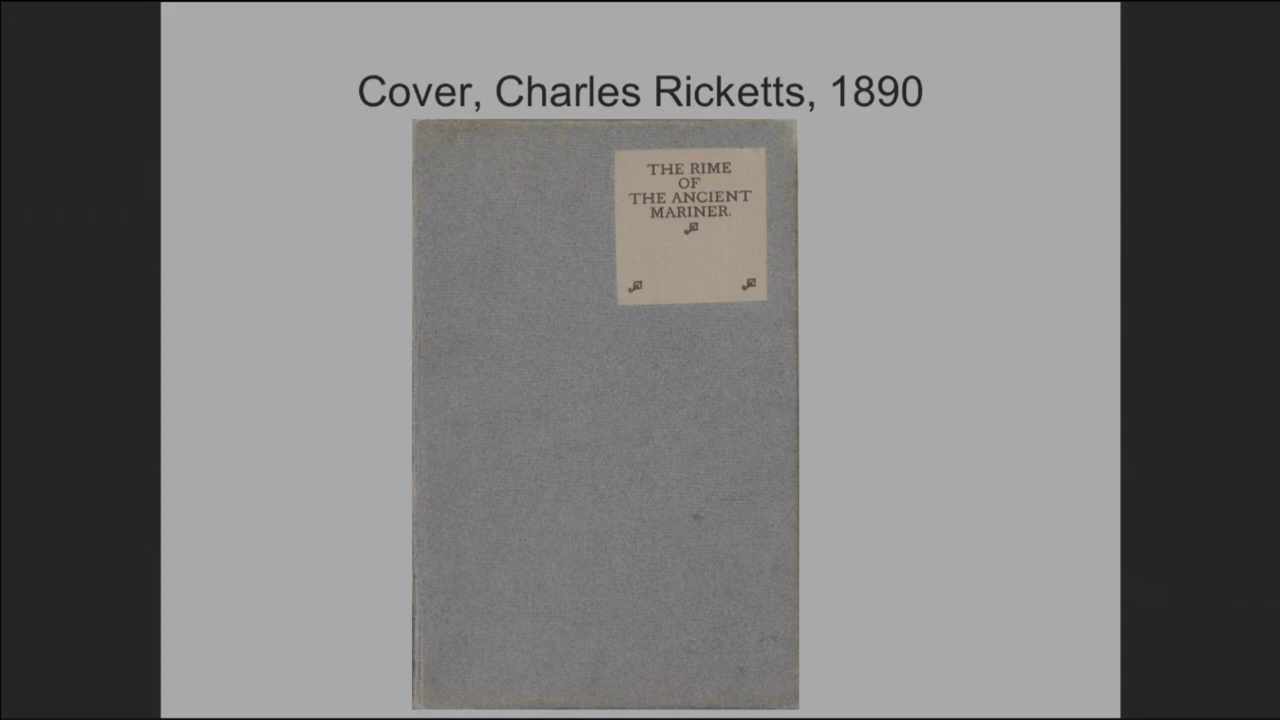 Cover, Charles Ricketts, 1890
THE RIME
OF
THE ANCIENT
MARINER.